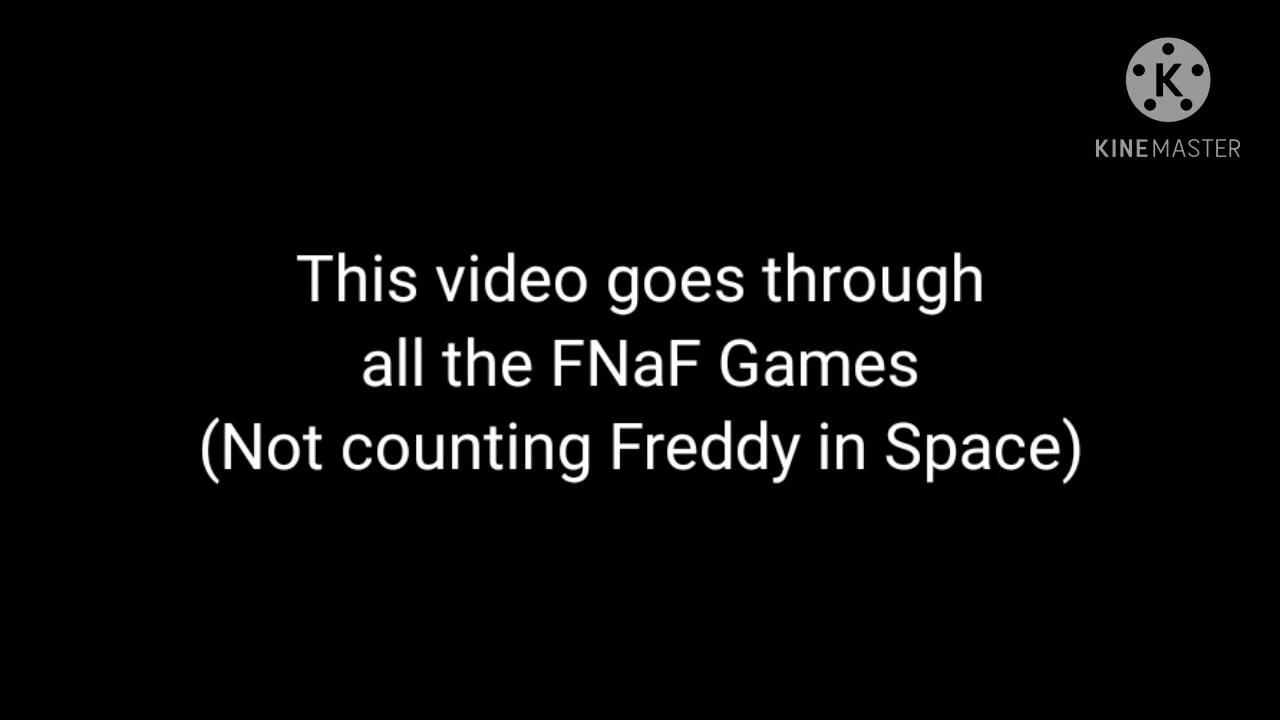 K
KINEMASTER
This video goes through
all the FNaF Games
(Not counting Freddy in Space)